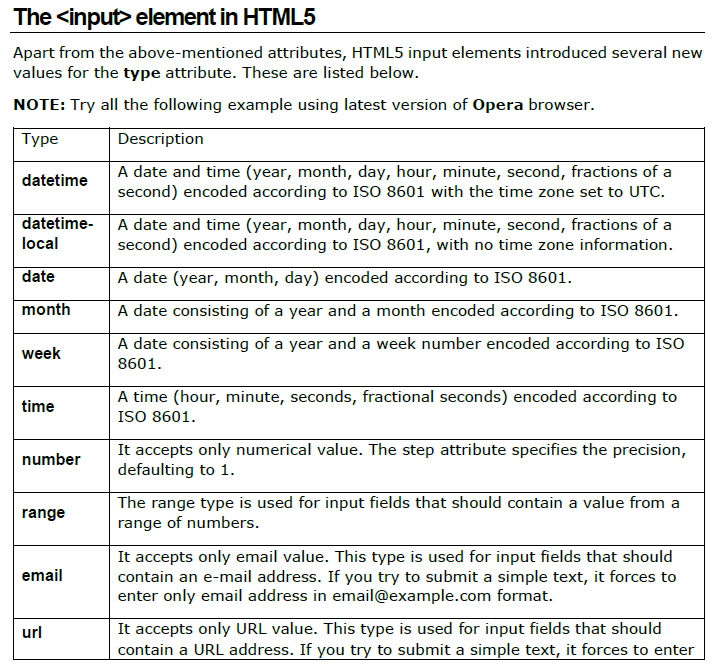 The <input> element in HTML5
Apart from the above-mentioned attributes, HTML5 input elements introduced several new
values for the type attribute. These are listed below.
NOTE: Try all the following example using latest version of Opera browser.
Type Description
datetime A date and time (year, month, day, hour, minute, second, fractions of a
second) encoded according to ISO 8601 with the time zone set to UTC.
datetime- A date and time (year, month, day, hour, minute, second, fractions of a
local second) encoded according to ISO 8601, with no time zone information.
date A date (year, month, day) encoded according to ISO 8601.
month A date consisting of a year and a month encoded according to ISO 8601.
week A date consisting of a year and a week number encoded according to ISO
8601.
time A time (hour, minute, seconds, fractional seconds) encoded according to
ISO 8601.
number It accepts only numerical value. The step attribute specifies the precision,
defaulting to 1.
range The range type is used for input fields that should contain a value from a
range of numbers.
email It accepts only email value. This type is used for input fields that should
contain an e-mail address. If you try to submit a simple text, it forces to
enter only email address in email@example.com format.
url It accepts only URL value. This type is used for input fields that should
contain a URL address. If you try to submit a simple text, it forces to enter